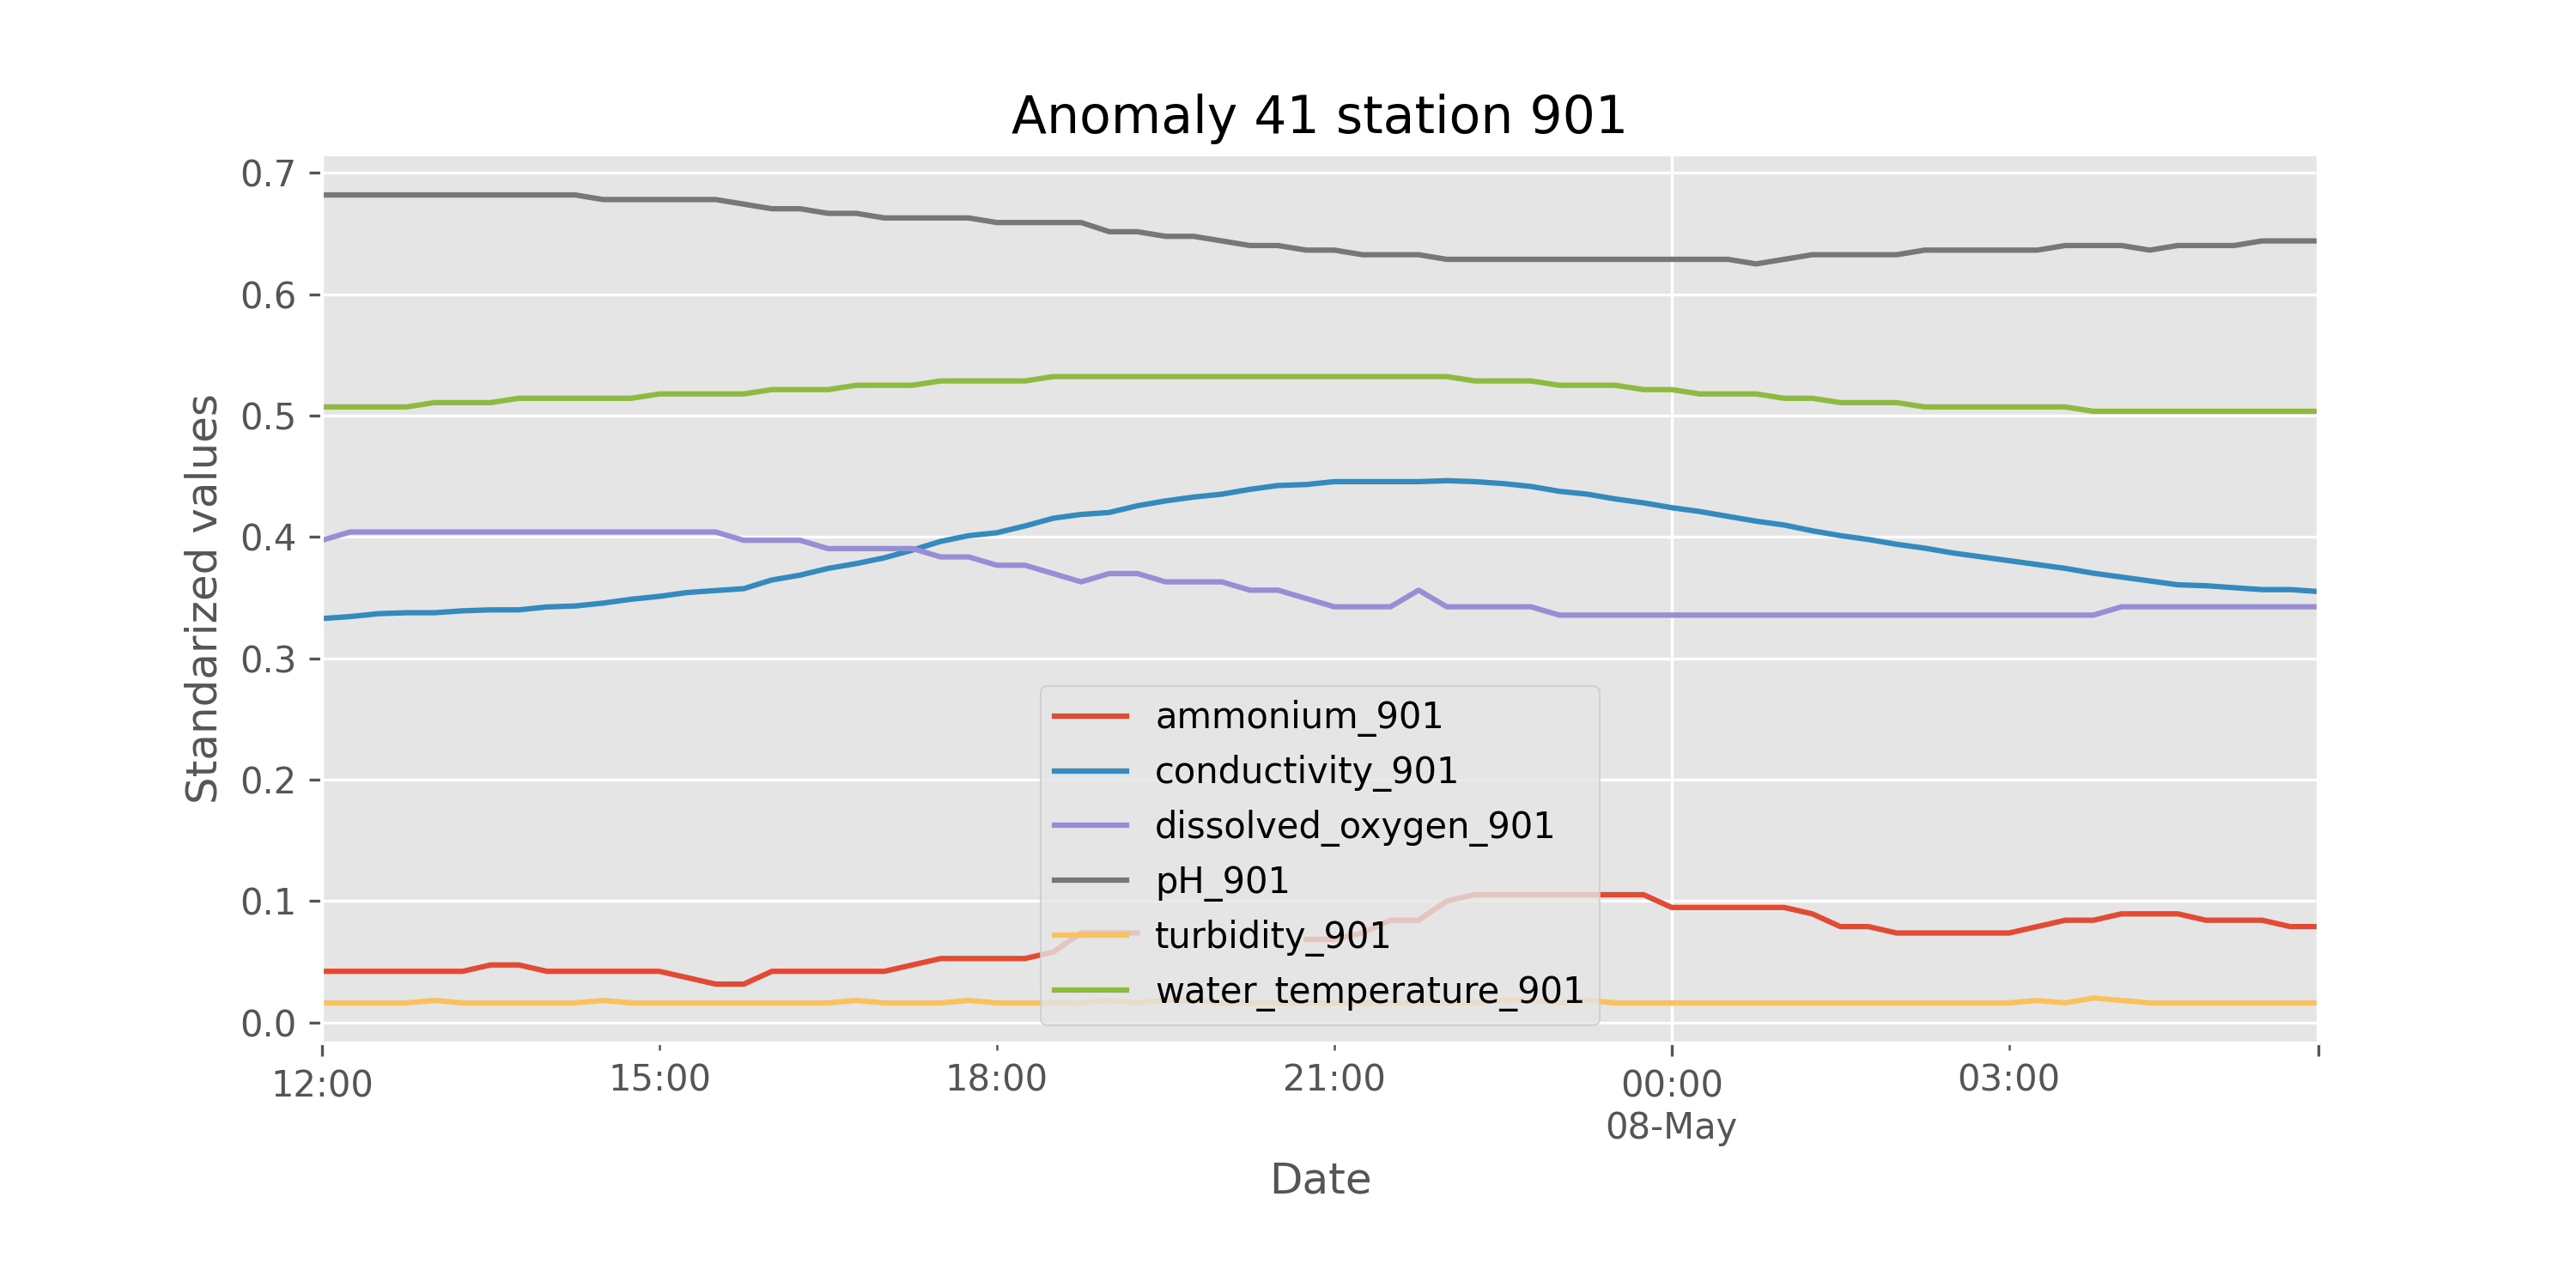 Anomaly 41 station 901
0.7
0.6
0.5
0.4
0.3
0.2
0.1
0.0
Standarized values
ammonium_901
conductivity_901
dissolved_oxygen_901
pH_901
turbidity_901
water_temperature_901
12:00
15:00
18:00
21:00
00:00
03:00
08-May
Date